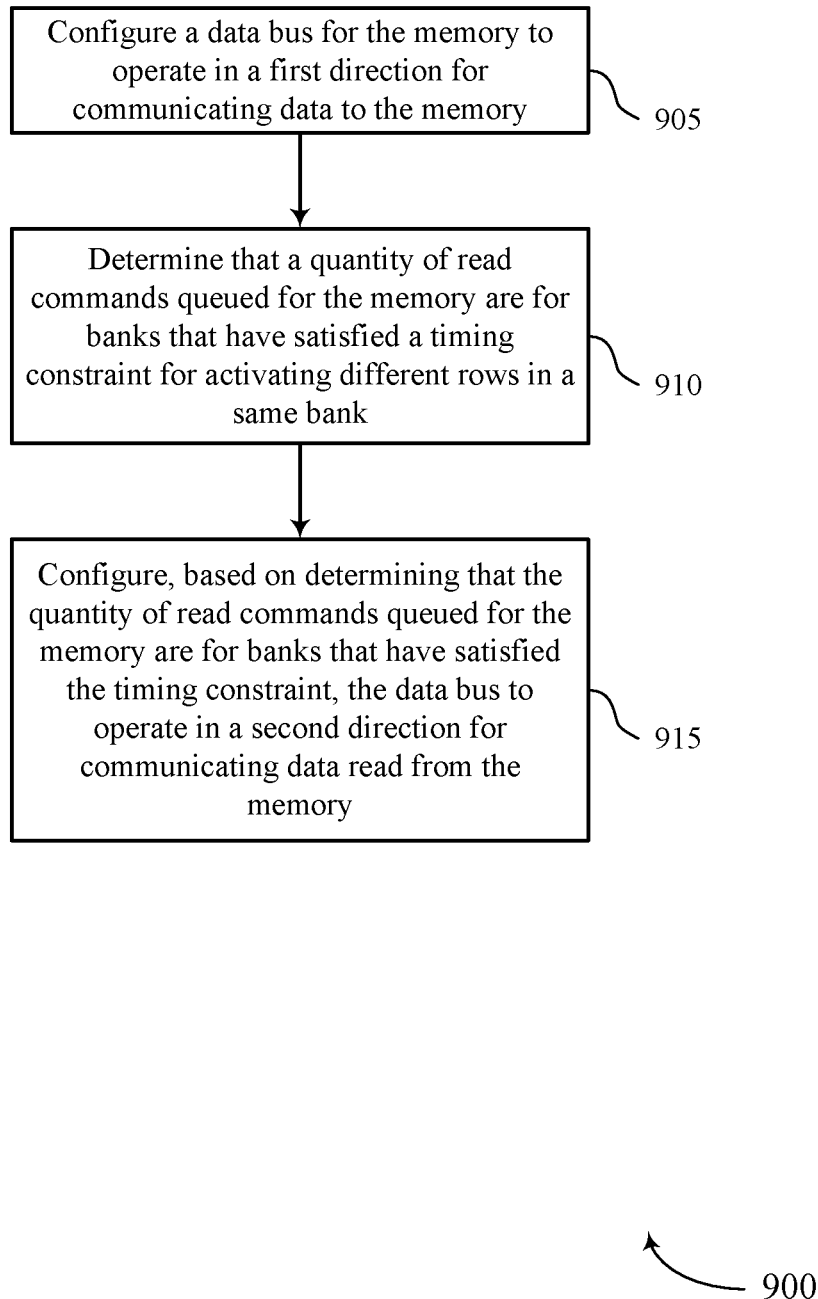 Configure a data bus for the memory to
operate in a first direction for
communicating data to the memory
905
Determine that a quantity of read
commands queued for the memory are for
banks that have satisfied a timing
constraint for activating different rows in a
same bank
910
Configure, based on determining that the
quantity of read commands queued for the
memory are for banks that have satisfied
the timing constraint, the data bus to
operate in a second direction for
communicating data read from the
memory
915
900